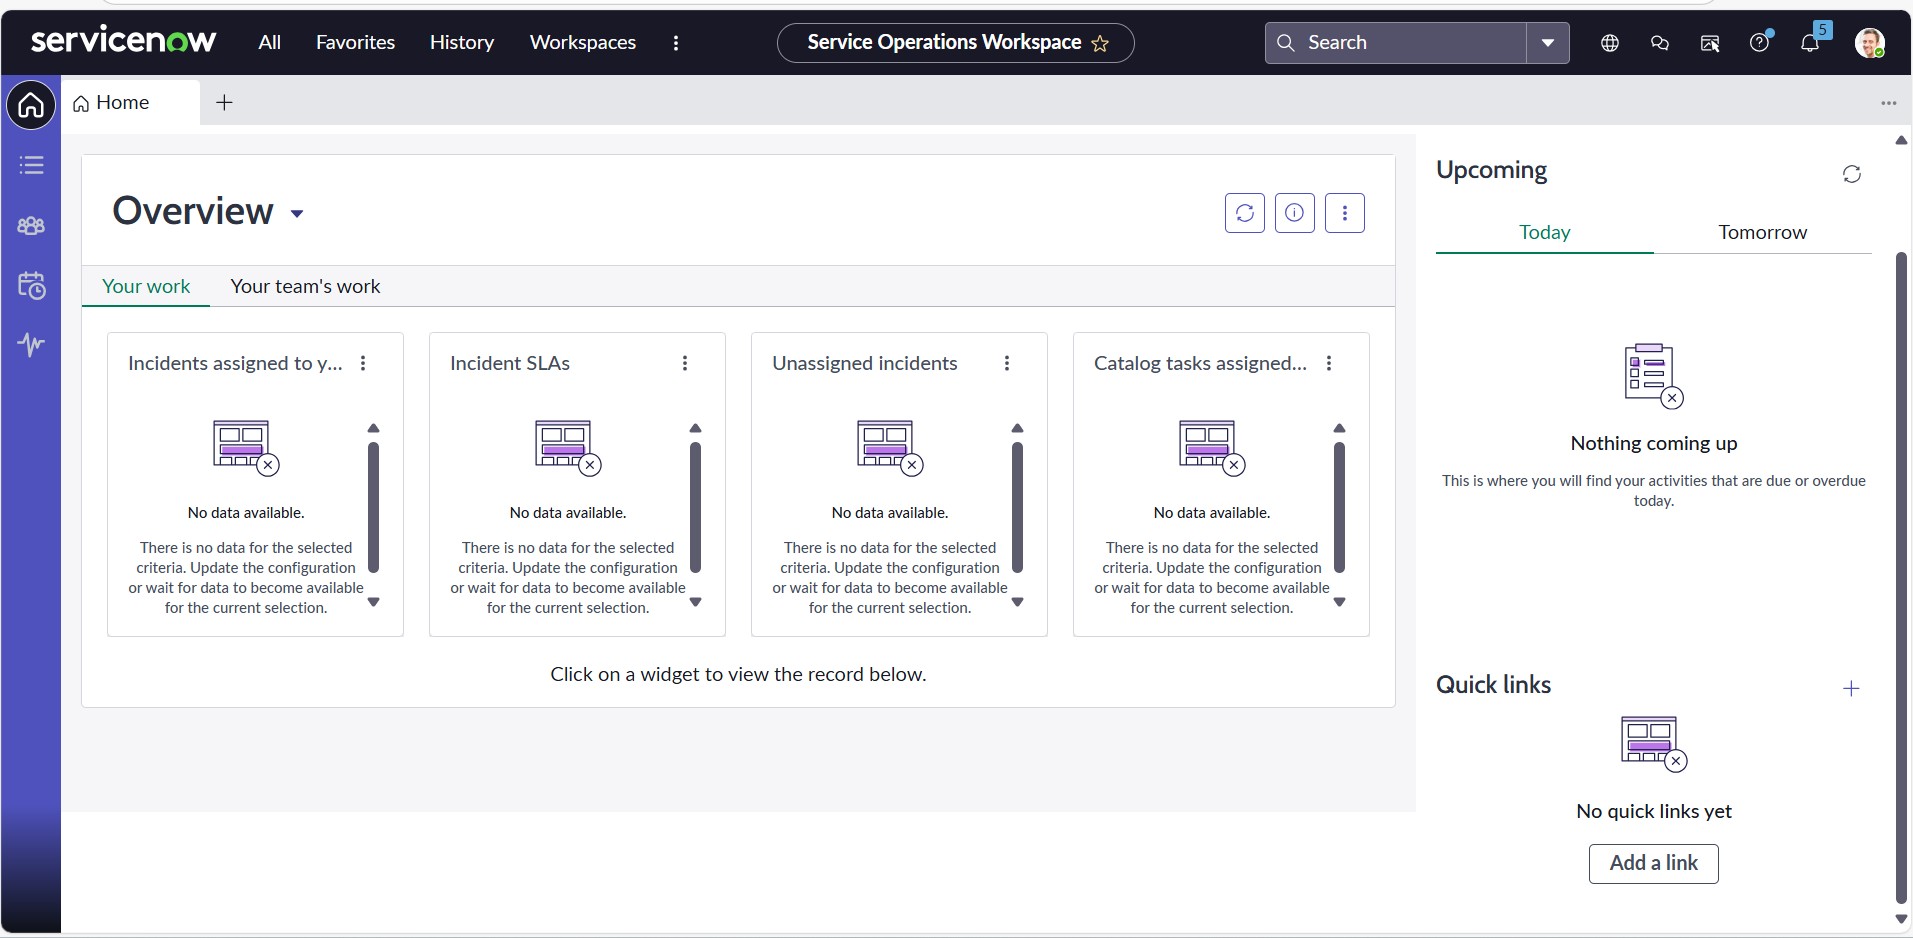 servicenow All Favorites History Workspaces Service Operations Workspace Search 5
Home
Overview
Your work Your team's work
Incidents assigned to y...
No data available.
There is no data for the selected
criteria. Update the configuration
or wait for data to become available
for the current selection.
Incident SLAs
No data available.
There is no data for the selected
criteria. Update the configuration
or wait for data to become available
for the current selection.
Unassigned incidents
No data available.
There is no data for the selected
criteria. Update the configuration
or wait for data to become available
for the current selection.
Catalog tasks assigned...
No data available.
There is no data for the selected
criteria. Update the configuration
or wait for data to become available
for the current selection.
Click on a widget to view the record below.
Upcoming
Today Tomorrow
Nothing coming up
This is where you will find your activities that are due or overdue
today.
Quick links
No quick links yet
Add a link